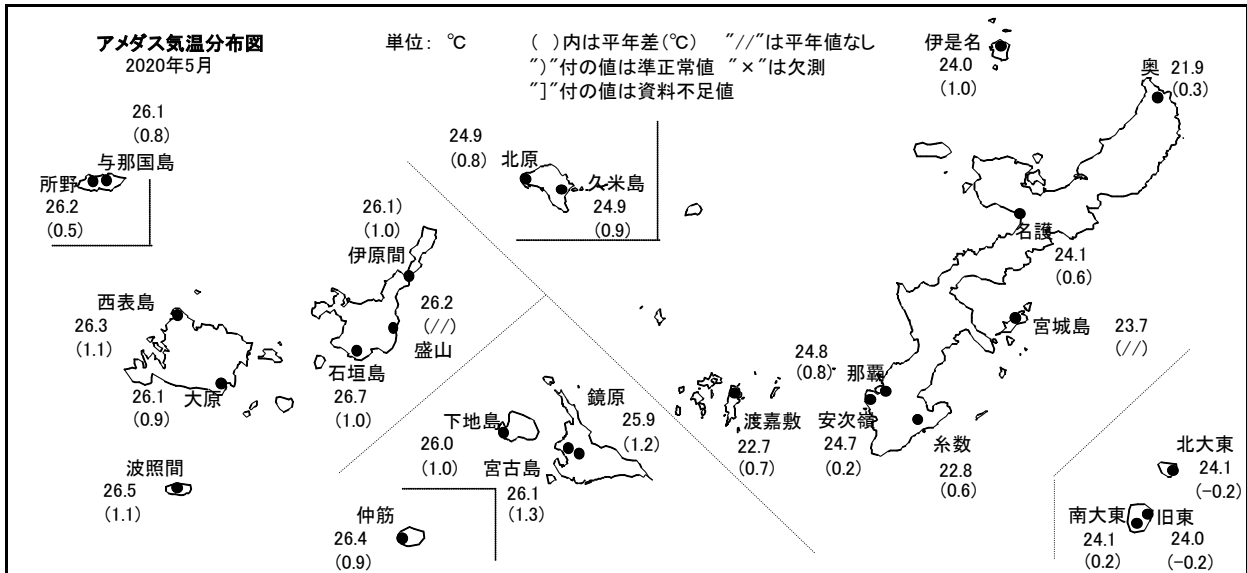 アメダス気温分布図
2020年5月
単位： ℃
( )内は平年差(℃) "//"は平年値なし
")"付の値は準正常値 "×"は欠測
"]"付の値は資料不足値
伊是名
24.0
(1.0)
奥
21.9
(0.3)
26.1
(0.8)
与那国島
所野
26.2
(0.5)
24.9
(0.8)
北原
久米島
24.9
(0.9)
26.1)
(1.0)
伊原間
名護
24.1
(0.6)
西表島
26.3
(1.1)
26.2
(//)
盛山
宮城島
23.7
(//)
大原
26.1
(0.9)
石垣島
26.7
(1.0)
24.8
(0.8)
那覇
鏡原
25.9
(1.2)
下地島
26.0
(1.0)
宮古島
26.1
(1.3)
渡嘉敷
22.7
(0.7)
安次嶺
24.7
(0.2)
糸数
22.8
(0.6)
波照間
26.5
(1.1)
仲筋
26.4
(0.9)
北大東
24.1
(-0.2)
南大東
24.1
(0.2)
旧東
24.0
(-0.2)